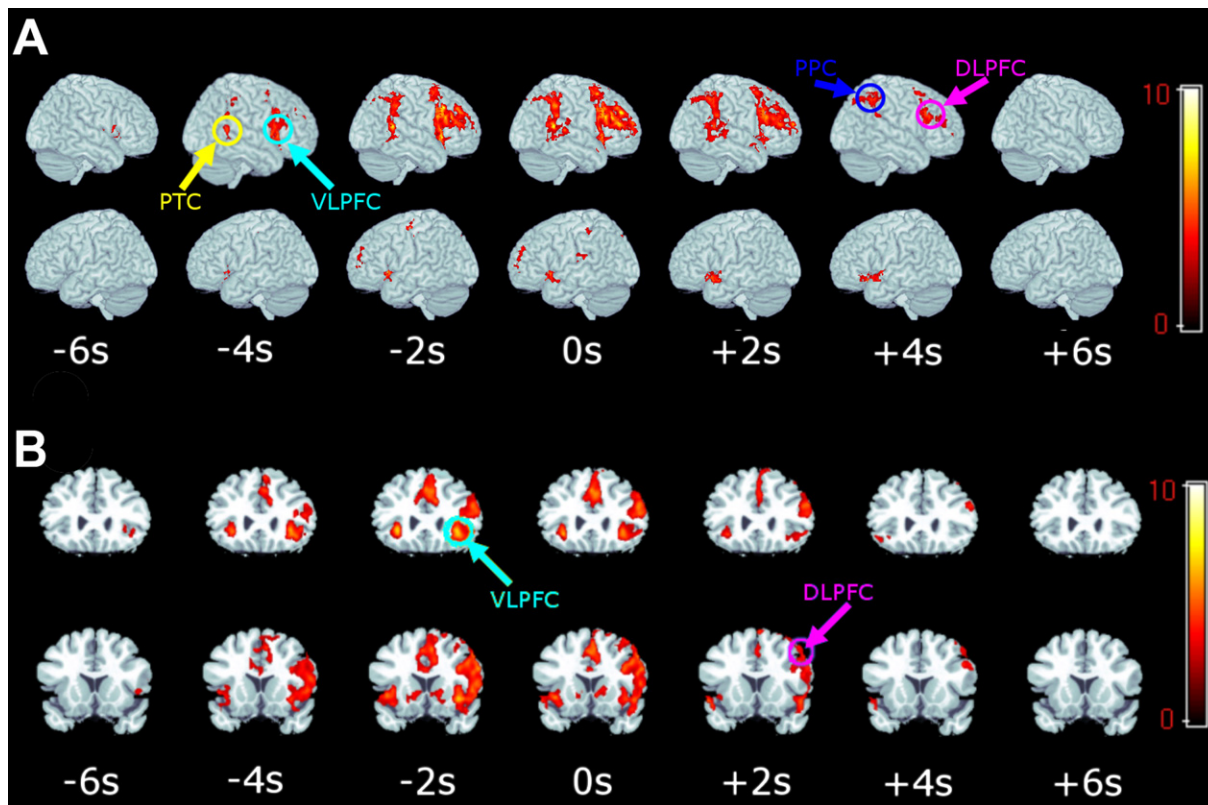 A
PPC
DLPFC
10
PTC
VLPFC
0
-6s
-4s
-2s
0s
+2s
+4s
+6s
B
10
VLPFC
DLPFC
0
-6s
-4s
-2s
0s
+2s
+4s
+6s